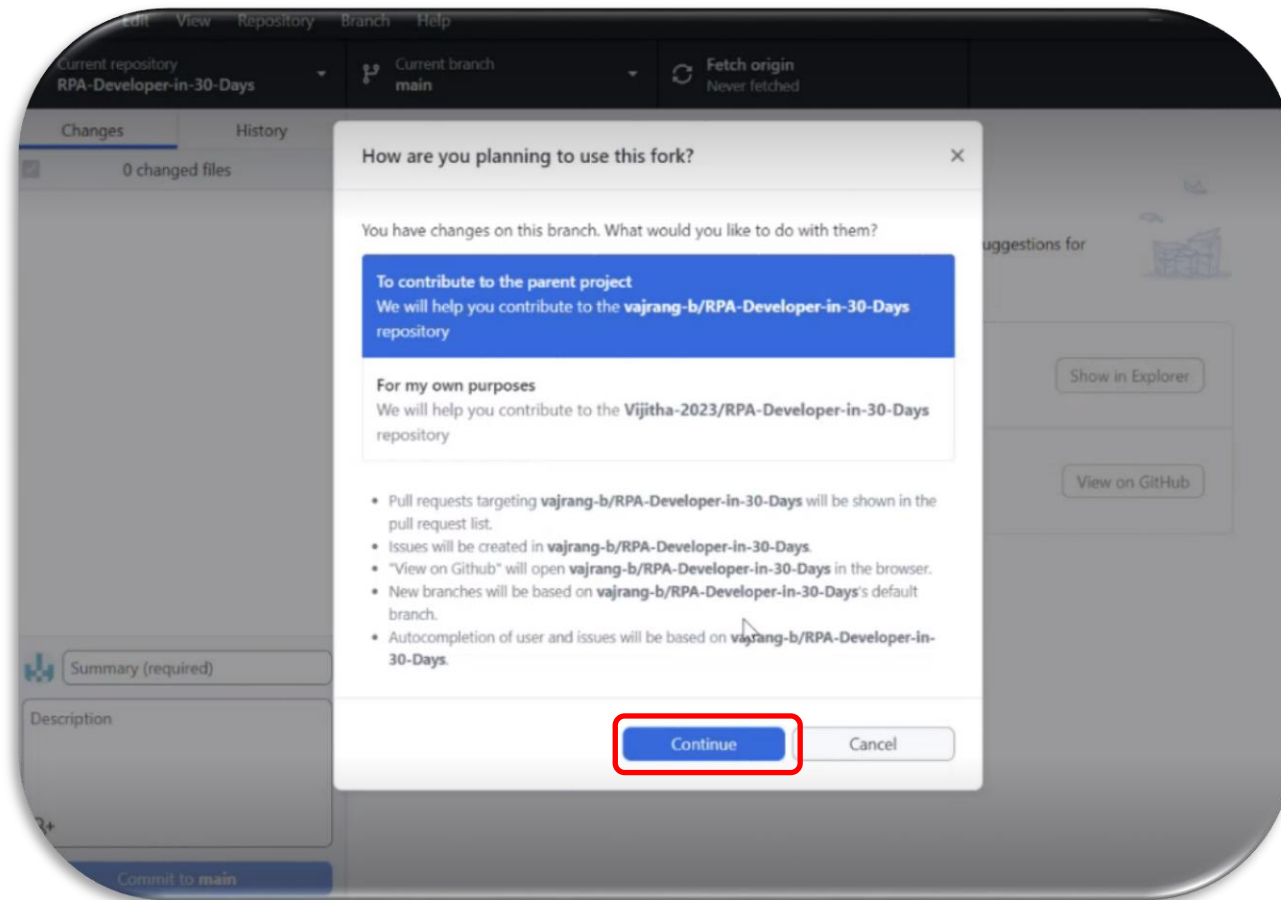 Edit View Repository Branch Help
Current repository
RPA-Developer-in-30-Days
Current branch
main
Fetch origin
Never fetched
Changes History
0 changed files
How are you planning to use this fork?
You have changes on this branch. What would you like to do with them?
To contribute to the parent project
We will help you contribute to the vajrang-b/RPA-Developer-in-30-Days
repository
For my own purposes
We will help you contribute to the Vijitha-2023/RPA-Developer-in-30-Days
repository
• Pull requests targeting vajrang-b/RPA-Developer-in-30-Days will be shown in the
pull request list.
• Issues will be created in vajrang-b/RPA-Developer-in-30-Days.
• "View on Github" will open vajrang-b/RPA-Developer-in-30-Days in the browser.
• New branches will be based on vajrang-b/RPA-Developer-in-30-Days's default
branch.
• Autocompletion of user and issues will be based on vajrang-b/RPA-Developer-in-
30-Days.
Continue Cancel
uggestions for
Show in Explorer
View on GitHub
Summary (required)
Description
Commit to main